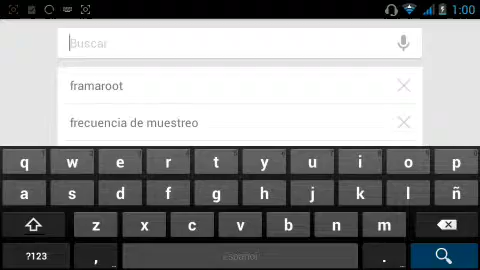 1:00
Buscar
framaroot
frecuencia de muestreo
q w e r t y u i o p
a s d f g h j k l ñ
z x c v b n m
?123 , Español .